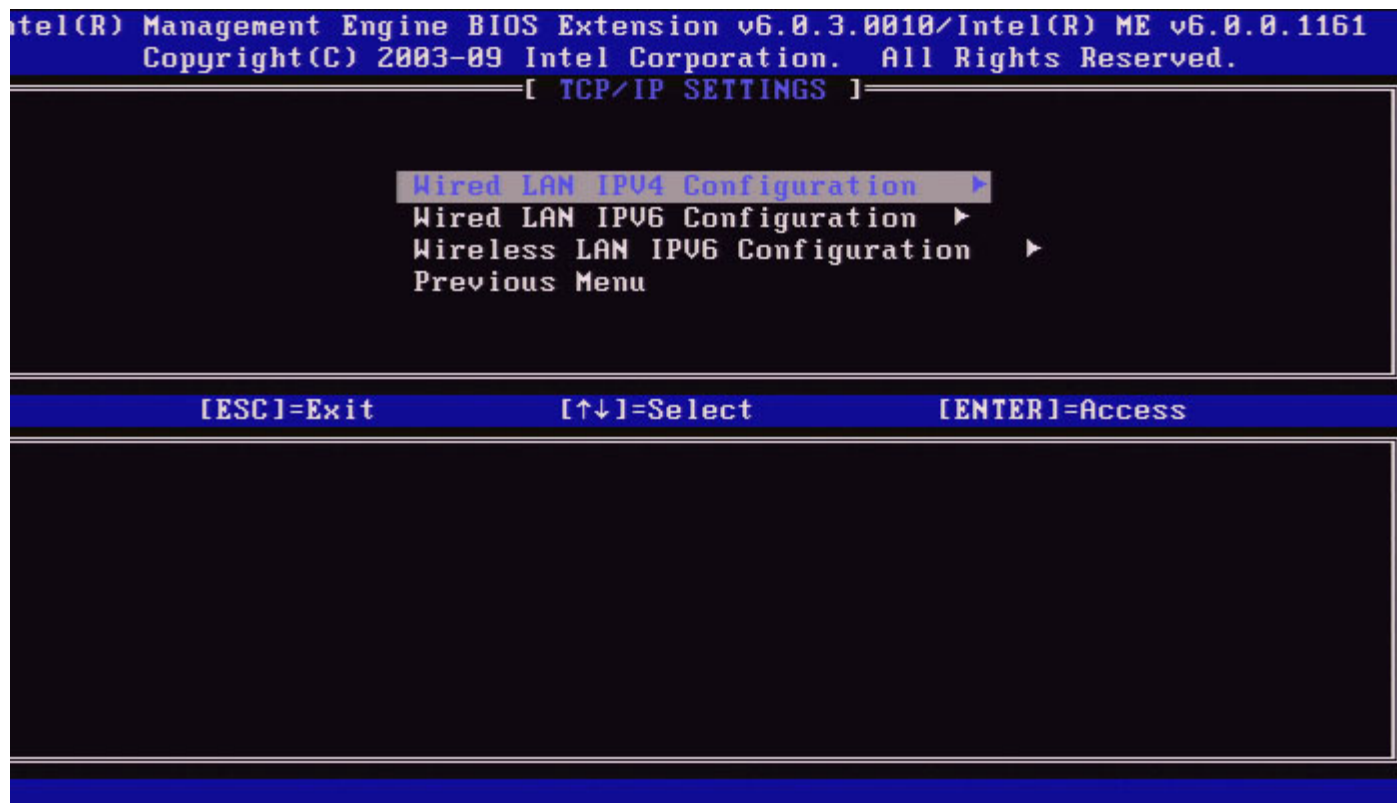 ntel(R) Management Engine BIOS Extension v6.0.3.0010/Intel(R) ME v6.0.0.1161
Copyright(C) 2003-09 Intel Corporation. All Rights Reserved.
[ TCP/IP SETTINGS ]
Wired LAN IPV4 Configuration ►
Wired LAN IPV6 Configuration ►
Wireless LAN IPV6 Configuration ►
Previous Menu
[ESC]=Exit [↑↓]=Select [ENTER]=Access